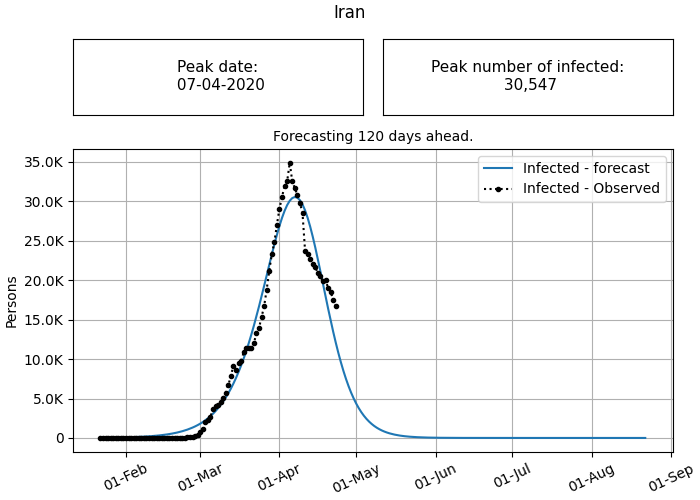 Iran
Peak date:
07-04-2020
Peak number of infected:
30,547
Forecasting 120 days ahead.
Infected - forecast
Infected - Observed
Persons
35.0K
30.0K
25.0K
20.0K
15.0K
10.0K
5.0K
0
01-Feb 01-Mar 01-Apr 01-May 01-Jun 01-Jul 01-Aug 01-Sep